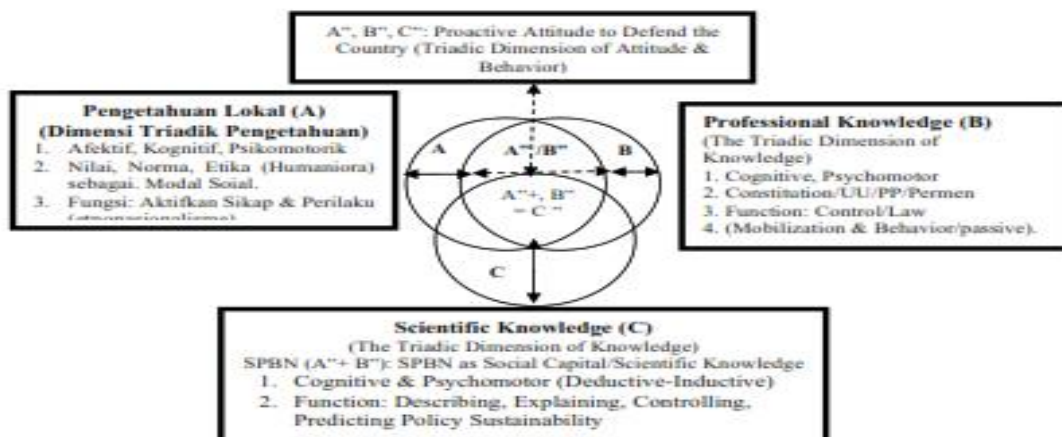 A”, B”, C”: Proactive Attitude to Defend the
Country (Triadic Dimension of Attitude &
Behavior)
Pengetahuan Lokal (A)
(Dimensi Triadik Pengetahuan)
1. Afektif, Kognitif, Psikomotorik
2. Nilai, Norma, Etika (Humaniora)
sebagai. Modal Soial.
3. Fungsi: Aktifkan Sikap & Perilaku
(etnonasionalisme)
A
A”/B”
B
A”+, B”
= C ”
C
Professional Knowledge (B)
(The Triadic Dimension of
Knowledge)
1. Cognitive, Psychomotor
2. Constitution/UU/PP/Permen
3. Function: Control/Law
4. (Mobilization & Behavior/passive).
Scientific Knowledge (C)
(The Triadic Dimension of Knowledge)
SPBN (A”+ B”): SPBN as Social Capital/Scientific Knowledge
1. Cognitive & Psychomotor (Deductive-Inductive)
2. Function: Describing, Explaining, Controlling,
Predicting Policy Sustainability